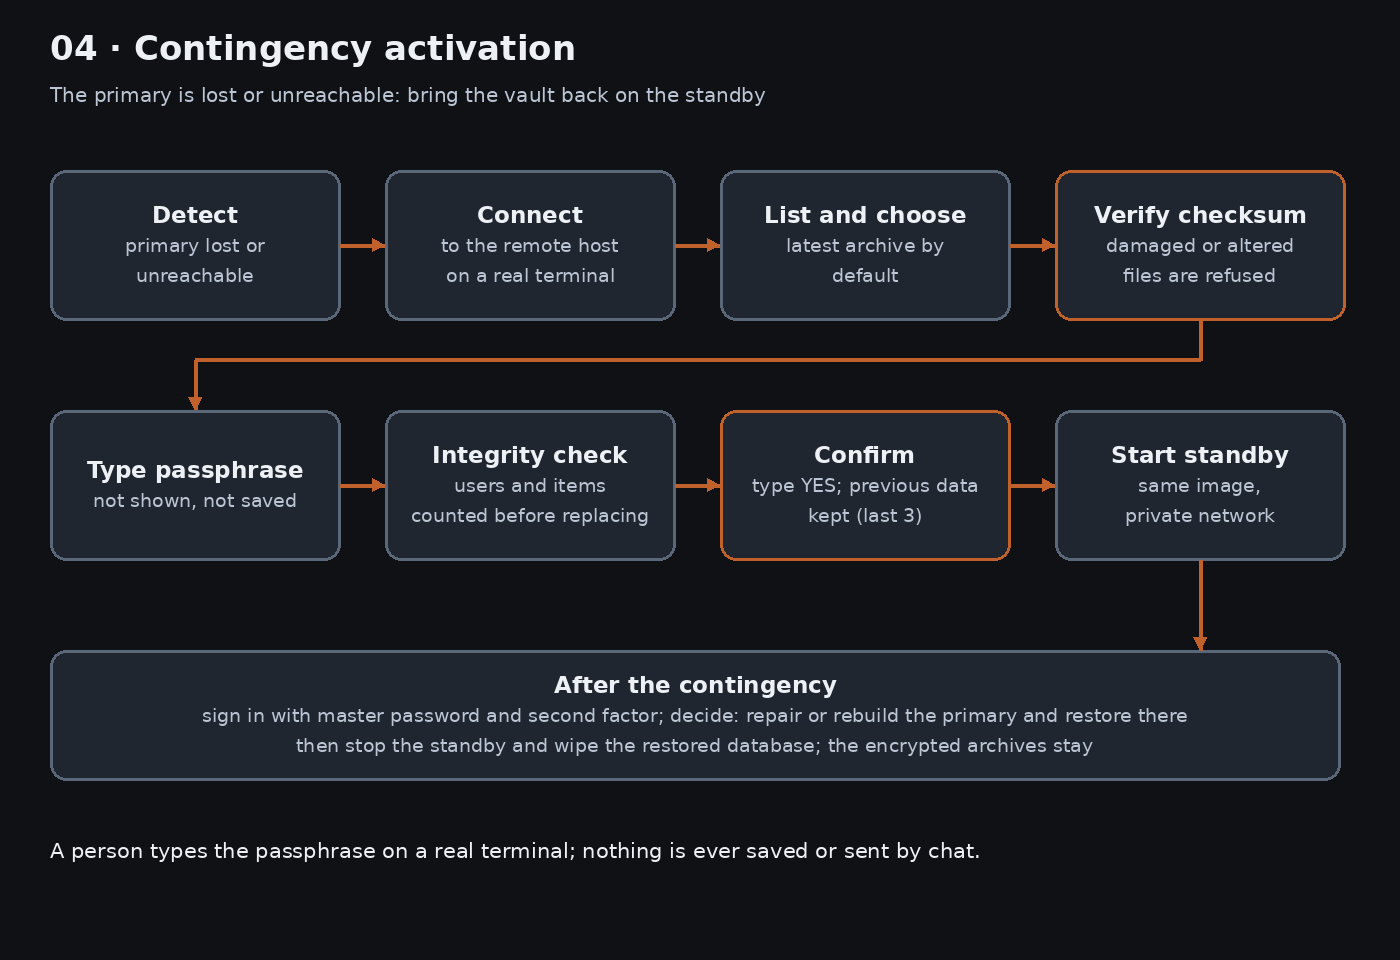 04 · Contingency activation
The primary is lost or unreachable: bring the vault back on the standby
Detect
primary lost or
unreachable
Connect
to the remote host
on a real terminal
List and choose
latest archive by
default
Verify checksum
damaged or altered
files are refused
Type passphrase
not shown, not saved
Integrity check
users and items
counted before replacing
Confirm
type YES; previous data
kept (last 3)
Start standby
same image,
private network
After the contingency
sign in with master password and second factor; decide: repair or rebuild the primary and restore there
then stop the standby and wipe the restored database; the encrypted archives stay
A person types the passphrase on a real terminal; nothing is ever saved or sent by chat.